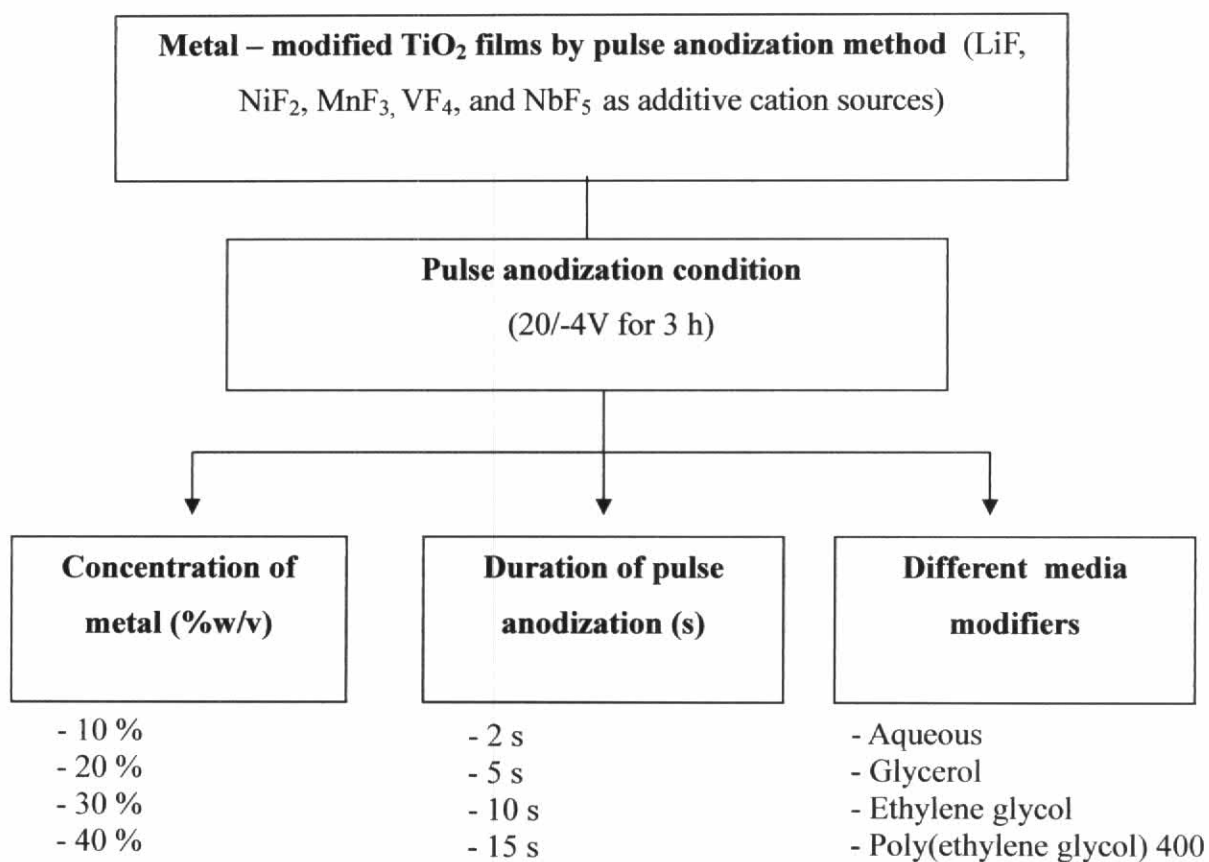 Metal – modified TiO₂ films by pulse anodization method (LiF,
NiF₂, MnF₃, VF₄, and NbF₅ as additive cation sources)
Pulse anodization condition
(20/-4V for 3 h)
Concentration of
metal (%w/v)
- 10 %
- 20 %
- 30 %
- 40 %
Duration of pulse
anodization (s)
- 2 s
- 5 s
- 10 s
- 15 s
Different media
modifiers
- Aqueous
- Glycerol
- Ethylene glycol
- Poly(ethylene glycol) 400